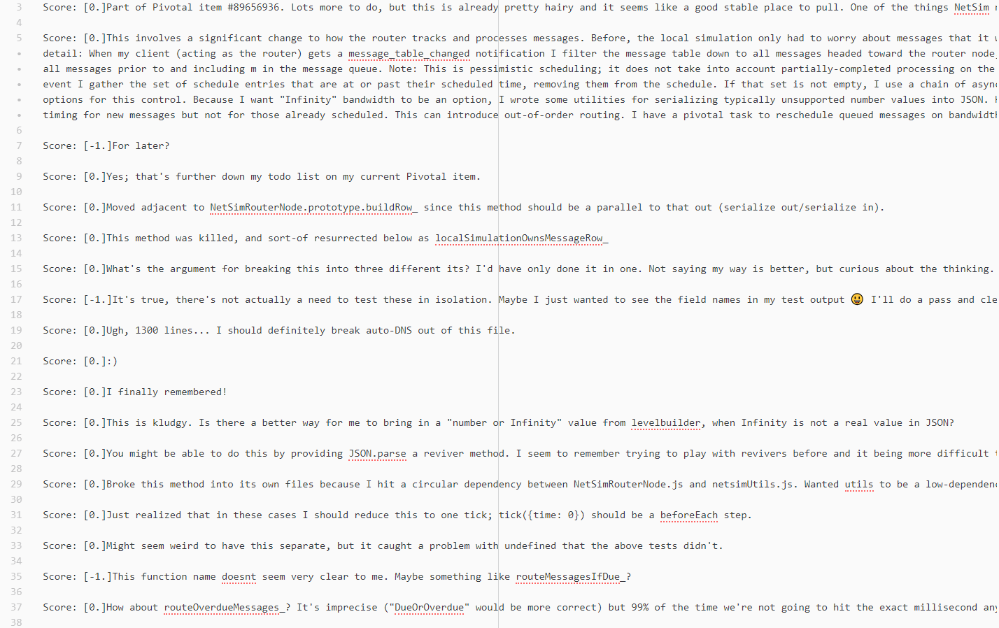 3 Score: [0.]Part of Pivotal item #89656936. Lots more to do, but this is already pretty hairy and it seems like a good stable place to pull. One of the things NetSim
4
5 Score: [0.]This involves a significant change to how the router tracks and processes messages. Before, the local simulation only had to worry about messages that it
• detail: When my client (acting as the router) gets a message_table_changed notification I filter the message table down to all messages headed toward the router node
• all messages prior to and including m in the message queue. Note: This is pessimistic scheduling; it does not take into account partially-completed processing on the
• event I gather the set of schedule entries that are at or past their scheduled time, removing them from the schedule. If that set is not empty, I use a chain of async
• options for this control. Because I want "Infinity" bandwidth to be an option, I wrote some utilities for serializing typically unsupported number values into JSON.
• timing for new messages but not for those already scheduled. This can introduce out-of-order routing. I have a pivotal task to reschedule queued messages on bandwidth
6
7 Score: [-1.]For later?
8
9 Score: [0.]Yes; that's further down my todo list on my current Pivotal item.
10
11 Score: [0.]Moved adjacent to NetSimRouterNode.prototype.buildRow_ since this method should be a parallel to that out (serialize out/serialize in).
12
13 Score: [0.]This method was killed, and sort-of resurrected below as localSimulationOwnsMessageRow_
14
15 Score: [0.]What's the argument for breaking this into three different its? I'd have only done it in one. Not saying my way is better, but curious about the thinking.
16
17 Score: [-1.]It's true, there's not actually a need to test these in isolation. Maybe I just wanted to see the field names in my test output 😃 I'll do a pass and cle
18
19 Score: [0.]Ugh, 1300 lines... I should definitely break auto-DNS out of this file.
20
21 Score: [0.]:)
22
23 Score: [0.]I finally remembered!
24
25 Score: [0.]This is kludgy. Is there a better way for me to bring in a "number or Infinity" value from levelbuilder, when Infinity is not a real value in JSON?
26
27 Score: [0.]You might be able to do this by providing JSON.parse a reviver method. I seem to remember trying to play with revivers before and it being more difficult
28
29 Score: [0.]Broke this method into its own files because I hit a circular dependency between NetSimRouterNode.js and netsimUtils.js. Wanted utils to be a low-dependenc
30
31 Score: [0.]Just realized that in these cases I should reduce this to one tick; tick({time: 0}) should be a beforeEach step.
32
33 Score: [0.]Might seem weird to have this separate, but it caught a problem with undefined that the above tests didn't.
34
35 Score: [-1.]This function name doesnt seem very clear to me. Maybe something like routeMessagesIfDue_?
36
37 Score: [0.]How about routeOverdueMessages_? It's imprecise ("DueOrOverdue" would be more correct) but 99% of the time we're not going to hit the exact millisecond any
38